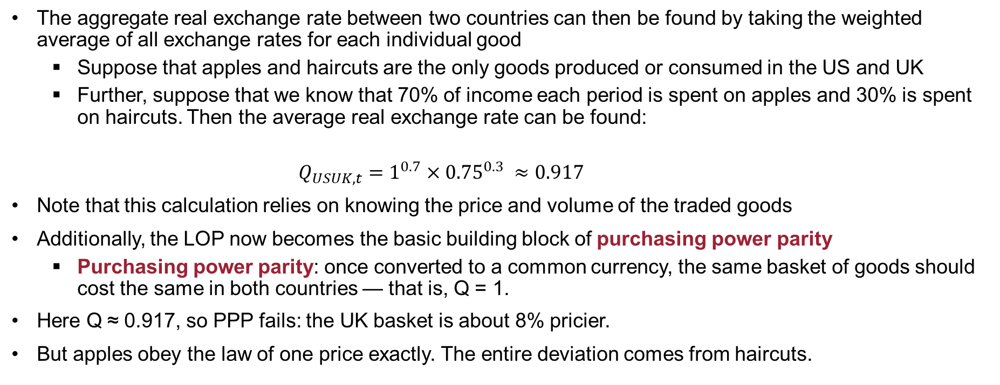 • The aggregate real exchange rate between two countries can then be found by taking the weighted
average of all exchange rates for each individual good
▪ Suppose that apples and haircuts are the only goods produced or consumed in the US and UK
▪ Further, suppose that we know that 70% of income each period is spent on apples and 30% is spent
on haircuts. Then the average real exchange rate can be found:
𝑄_{𝑈𝑆𝑈𝐾,𝑡} = 1^{0.7} × 0.75^{0.3} ≈ 0.917
• Note that this calculation relies on knowing the price and volume of the traded goods
• Additionally, the LOP now becomes the basic building block of purchasing power parity
▪ Purchasing power parity: once converted to a common currency, the same basket of goods should
cost the same in both countries — that is, Q = 1.
• Here Q ≈ 0.917, so PPP fails: the UK basket is about 8% pricier.
• But apples obey the law of one price exactly. The entire deviation comes from haircuts.